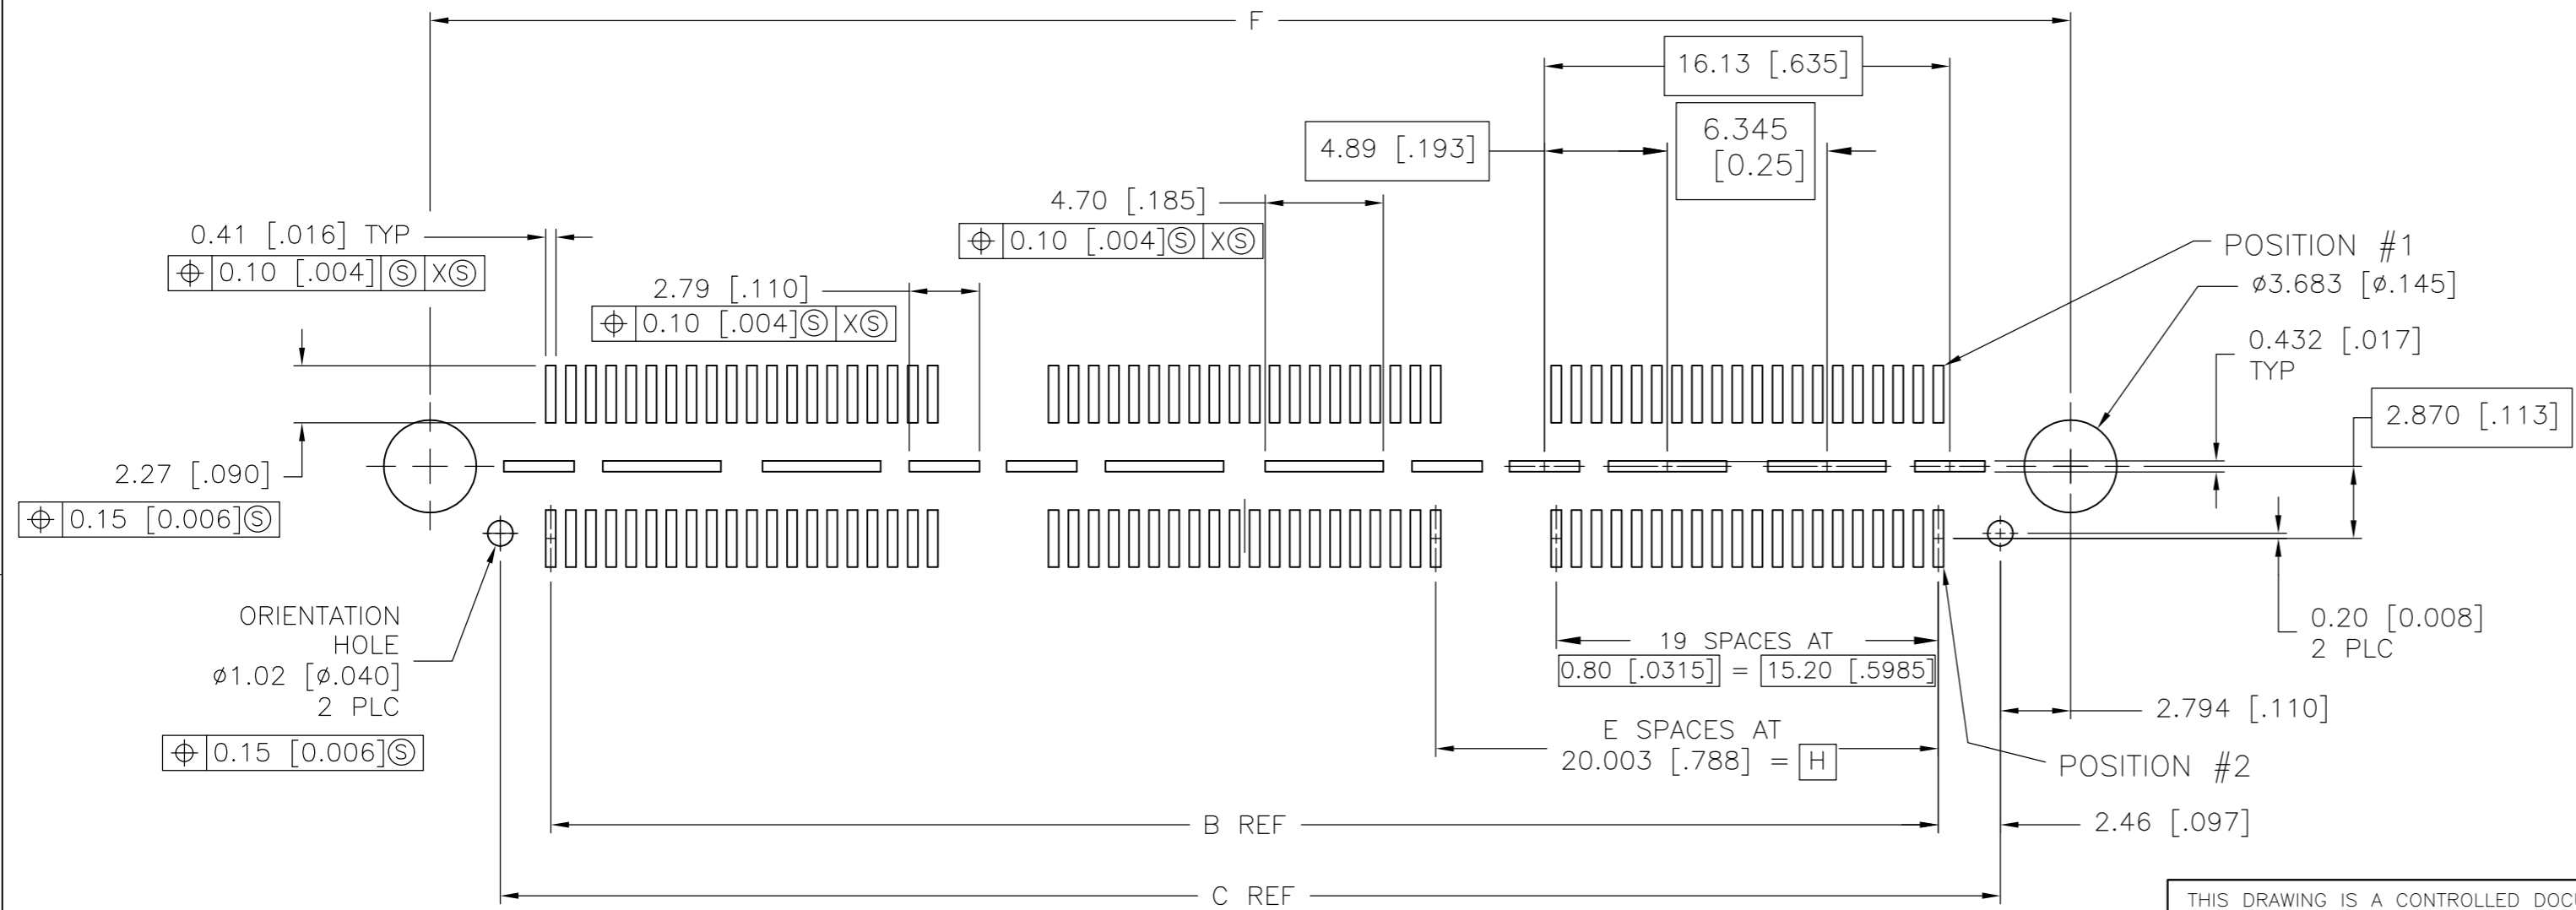 F
16.13 [.635]
6.345
[0.25]
4.89 [.193]
4.70 [.185]
⌖ 0.10 [.004]Ⓢ XⓈ
0.41 [.016] TYP
⌖ 0.10 [.004] Ⓢ XⓈ
2.79 [.110]
⌖ 0.10 [.004]Ⓢ XⓈ
POSITION #1
ø3.683 [ø.145]
0.432 [.017]
TYP
2.870 [.113]
2.27 [.090]
⌖ 0.15 [0.006]Ⓢ
ORIENTATION
HOLE
ø1.02 [ø.040]
2 PLC
⌖ 0.15 [0.006]Ⓢ
19 SPACES AT
0.80 [.0315] = 15.20 [.5985]
0.20 [0.008]
2 PLC
E SPACES AT
20.003 [.788] = H
2.794 [.110]
POSITION #2
B REF
2.46 [.097]
C REF
THIS DRAWING IS A CONTROLLED DOC